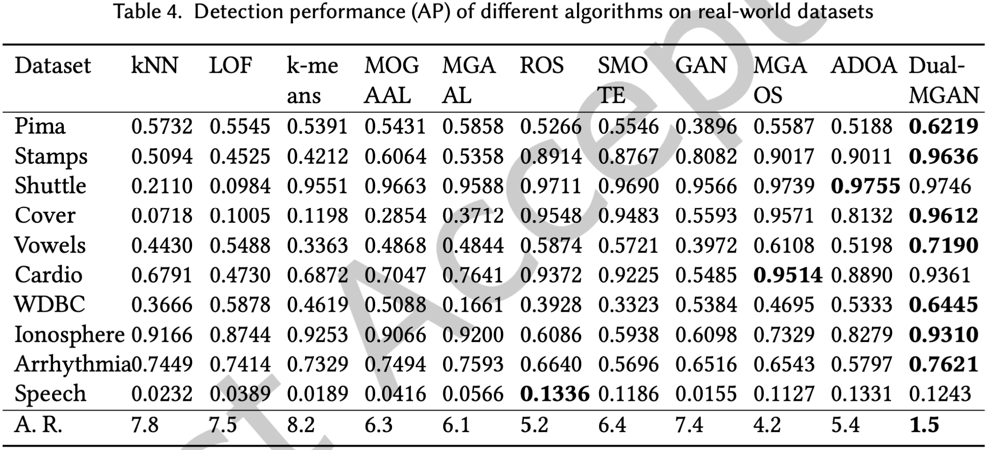 Table 4. Detection performance (AP) of different algorithms on real-world datasets
Dataset kNN LOF k-me MOG MGA ROS SMO GAN MGA ADOA Dual-
ans AAL AL TE OS MGAN
Pima 0.5732 0.5545 0.5391 0.5431 0.5858 0.5266 0.5546 0.3896 0.5587 0.5188 0.6219
Stamps 0.5094 0.4525 0.4212 0.6064 0.5358 0.8914 0.8767 0.8082 0.9017 0.9011 0.9636
Shuttle 0.2110 0.0984 0.9551 0.9663 0.9588 0.9711 0.9690 0.9566 0.9739 0.9755 0.9746
Cover 0.0718 0.1005 0.1198 0.2854 0.3712 0.9548 0.9483 0.5593 0.9571 0.8132 0.9612
Vowels 0.4430 0.5488 0.3363 0.4868 0.4844 0.5874 0.5721 0.3972 0.6108 0.5198 0.7190
Cardio 0.6791 0.4730 0.6872 0.7047 0.7641 0.9372 0.9225 0.5485 0.9514 0.8890 0.9361
WDBC 0.3666 0.5878 0.4619 0.5088 0.1661 0.3928 0.3323 0.5384 0.4695 0.5333 0.6445
Ionosphere 0.9166 0.8744 0.9253 0.9066 0.9200 0.6086 0.5938 0.6098 0.7329 0.8279 0.9310
Arrhythmia 0.7449 0.7414 0.7329 0.7494 0.7593 0.6640 0.5696 0.6516 0.6543 0.5797 0.7621
Speech 0.0232 0.0389 0.0189 0.0416 0.0566 0.1336 0.1186 0.0155 0.1127 0.1331 0.1243
A. R. 7.8 7.5 8.2 6.3 6.1 5.2 6.4 7.4 4.2 5.4 1.5
t Accept